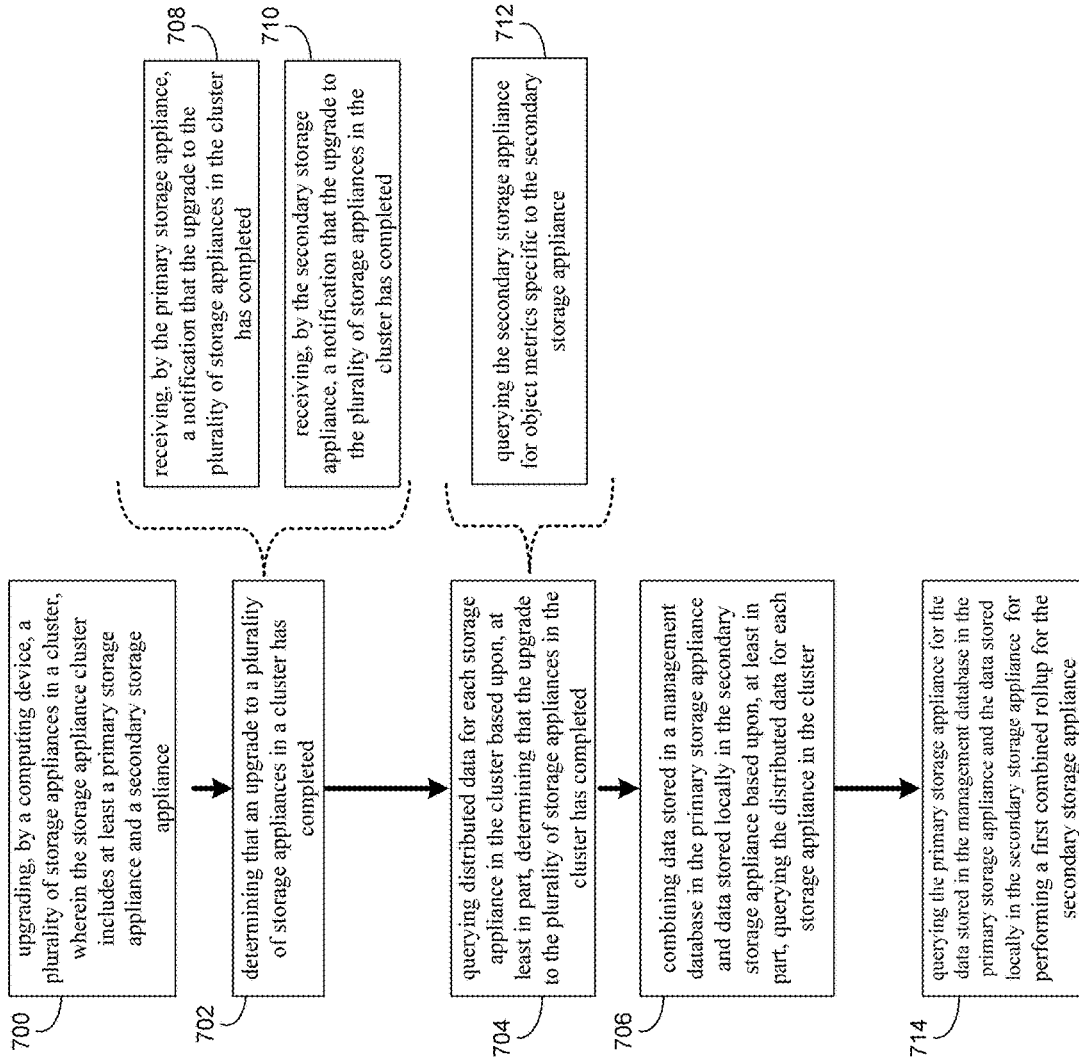 700
upgrading, by a computing device, a
plurality of storage appliances in a cluster,
wherein the storage appliance cluster
includes at least a primary storage
appliance and a secondary storage
appliance
702
determining that an upgrade to a plurality
of storage appliances in a cluster has
completed
708
receiving, by the primary storage appliance,
a notification that the upgrade to the
plurality of storage appliances in the cluster
has completed
710
receiving, by the secondary storage
appliance, a notification that the upgrade to
the plurality of storage appliances in the
cluster has completed
704
querying distributed data for each storage
appliance in the cluster based upon, at
least in part, determining that the upgrade
to the plurality of storage appliances in the
cluster has completed
712
querying the secondary storage appliance
for object metrics specific to the secondary
storage appliance
706
combining data stored in a management
database in the primary storage appliance
and data stored locally in the secondary
storage appliance based upon, at least in
part, querying the distributed data for each
storage appliance in the cluster
714
querying the primary storage appliance for the
data stored in the management database in the
primary storage appliance and the data stored
locally in the secondary storage appliance for
performing a first combined rollup for the
secondary storage appliance